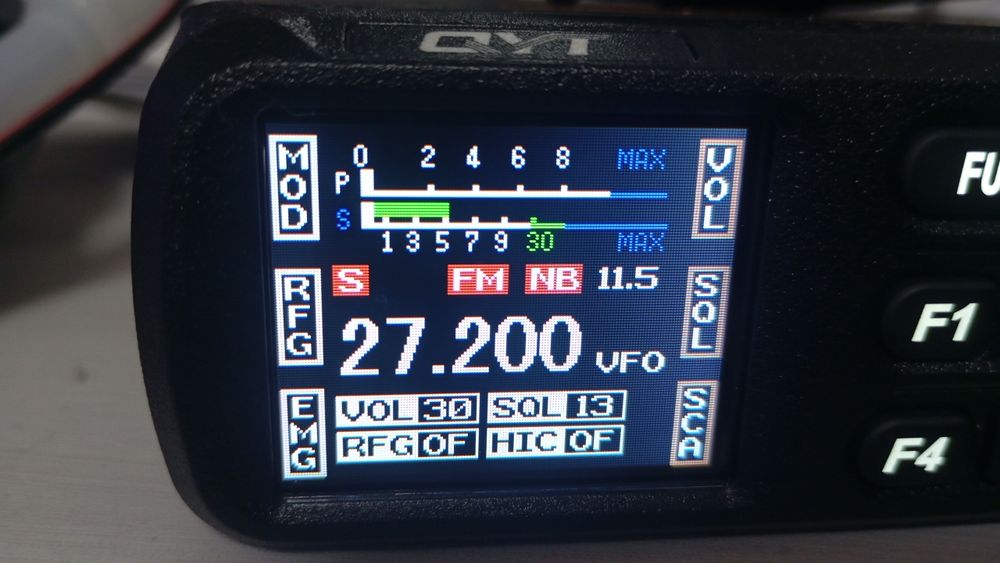 QYT
MOD
0 2 4 6 8 MAX
P
S
1 3 5 7 9 30 MAX
VOL
FU
RFG
S FM NB 11.5
SQL
F1
27.200 VFO
EMG
VOL 30 SQL 13
RFG OF HIC OF
SCA
F4